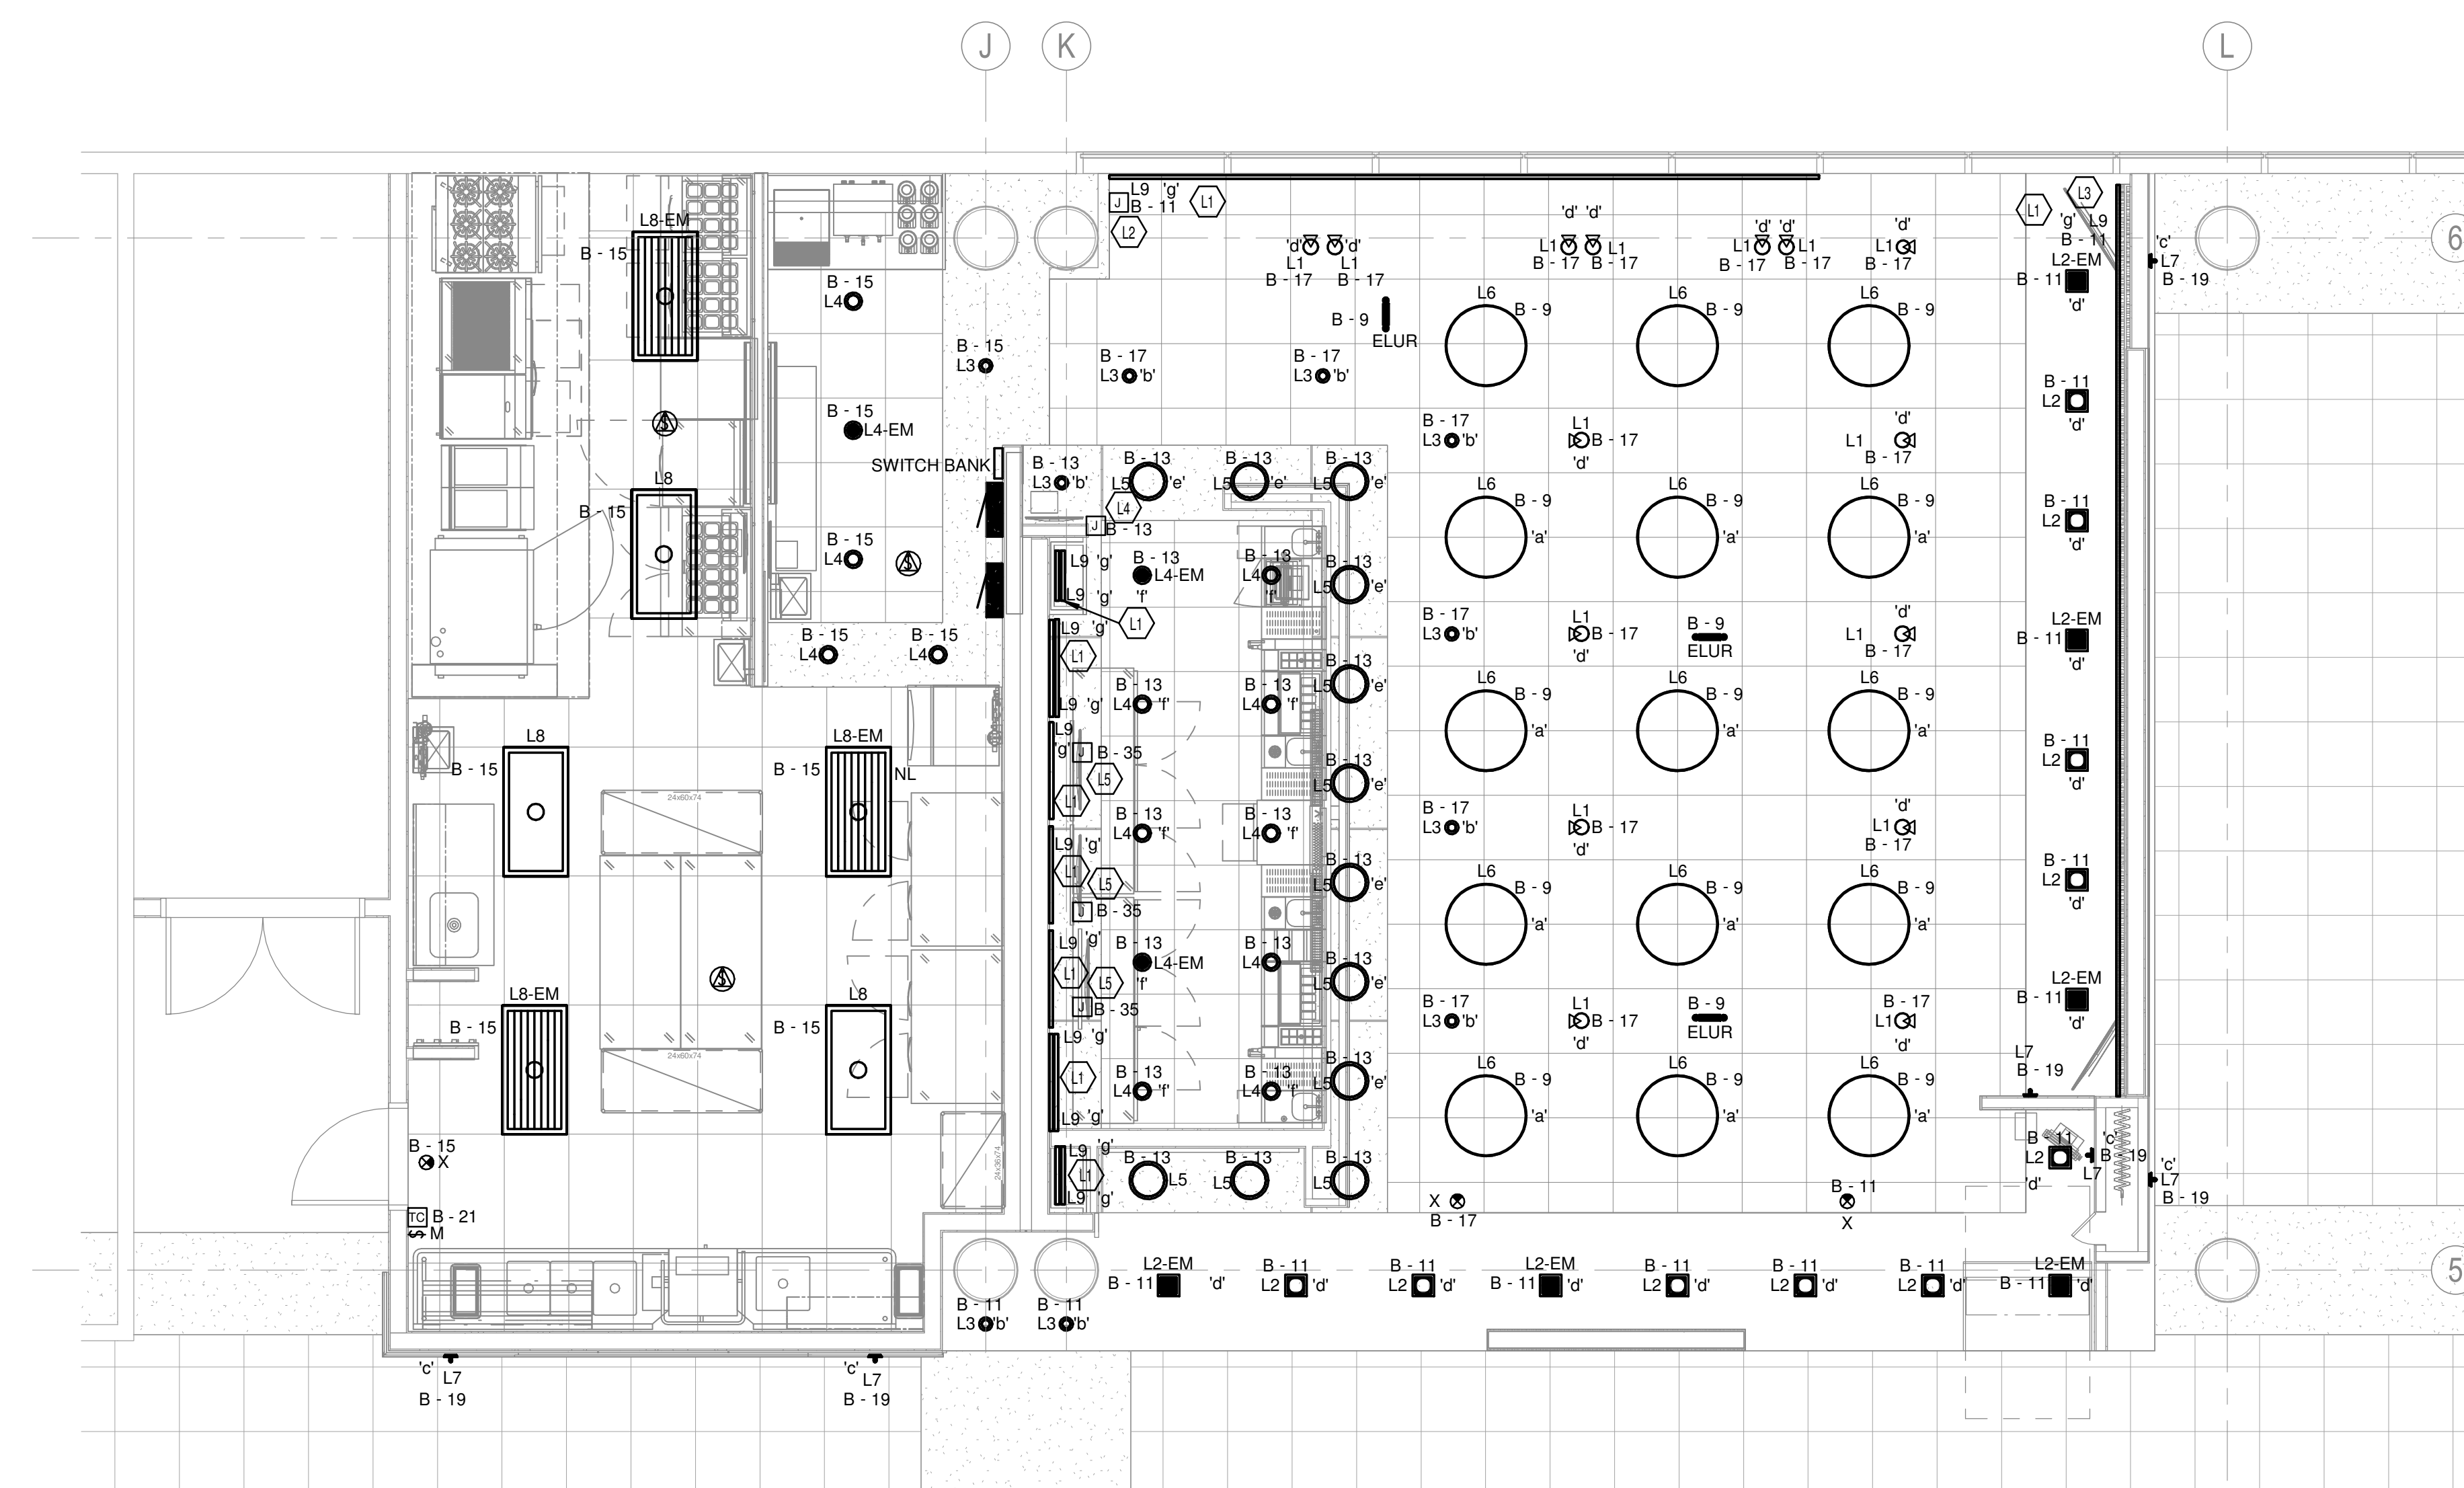 J K L
L9 'g'
J B - 11
L1
L2
L1
L3
'g' L9
B - 11
6
'c'
L7
B - 19
L8-EM
B - 15
'd' 'd'
L1 L1
B - 17 B - 17
'd' 'd'
L1 L1
B - 17 B - 17
'd' 'd'
L1 L1
B - 17 B - 17
'd'
L1
B - 17
L2-EM
B - 11
'd'
B - 15
L4
B - 9
ELUR
L6 L6 L6
B - 9 B - 9 B - 9
B - 15
L3
B - 17
L3 'b'
B - 17
L3 'b'
B - 11
L2
'd'
B - 15
L4-EM
SWITCH BANK
B - 17
L3 'b'
L1
B - 17
'd'
'd'
L1
B - 17
L8
B - 15
B - 13
L3 'b'
B - 13
L5 'e'
B - 13
L5 'e'
B - 13
L5 'e'
L4
J B - 13
L6 L6 L6
B - 9 B - 9 B - 9
'a' 'a' 'a'
B - 11
L2
'd'
B - 15
L4
L9 'g'
L9 'g'
L1
B - 13
L4-EM
'f'
B - 13
L4
'f'
B - 13
L5 'e'
B - 15
L4
B - 15
L4
L9 'g'
L1
B - 17
L3 'b'
L1
B - 17
'd'
B - 9
ELUR
'd'
L1
B - 17
L2-EM
B - 11
'd'
L9 'g'
B - 13
L4 'f'
B - 13
L4 'f'
B - 13
L5 'e'
L6 L6 L6
B - 9 B - 9 B - 9
'a' 'a' 'a'
L8
B - 15
L8-EM
B - 15
NL
L9
'g'
J B - 35
L5
L1
B - 13
L5 'e'
B - 11
L2
'd'
24x60x74
B - 13
L4 'f'
B - 13
L4 'f'
B - 17
L3 'b'
L1
B - 17
'd'
'd'
L1
B - 17
L9 'g'
L1
L5
J B - 35
B - 13
L5 'e'
L6 L6 L6
B - 9 B - 9 B - 9
'a' 'a' 'a'
B - 11
L2
'd'
L9 'g'
L1
L5
J B - 35
B - 13
L4-EM
'f'
B - 13
L4
B - 13
L5 'e'
L8-EM
B - 15
L8
B - 15
24x60x74
B - 17
L3 'b'
L1
B - 17
'd'
B - 9
ELUR
B - 17
L1
'd'
L2-EM
B - 11
'd'
L9 'g'
L1
L9 'g'
B - 13
L4 'f'
B - 13
L4 'f'
B - 13
L5 'e'
L6 L6 L6
B - 9 B - 9 B - 9
'a' 'a' 'a'
L7
B - 19
B - 15
X
24x36x74
L9 'g'
L1
L9 'g'
B - 13
L5
B - 13
L5
B - 13
L5
B - 11
L2
'd'
'c'
B - 19
L7
'c'
L7
B - 19
TC B - 21
$ M
X
B - 17
B - 11
X
5
L2-EM
B - 11 'd'
B - 11
L2 'd'
B - 11
L2 'd'
L2-EM
B - 11 'd'
B - 11
L2 'd'
B - 11
L2 'd'
B - 11
L2 'd'
L2-EM
B - 11 'd'
B - 11
L3 'b'
B - 11
L3 'b'
'c'
L7
B - 19
'c'
L7
B - 19